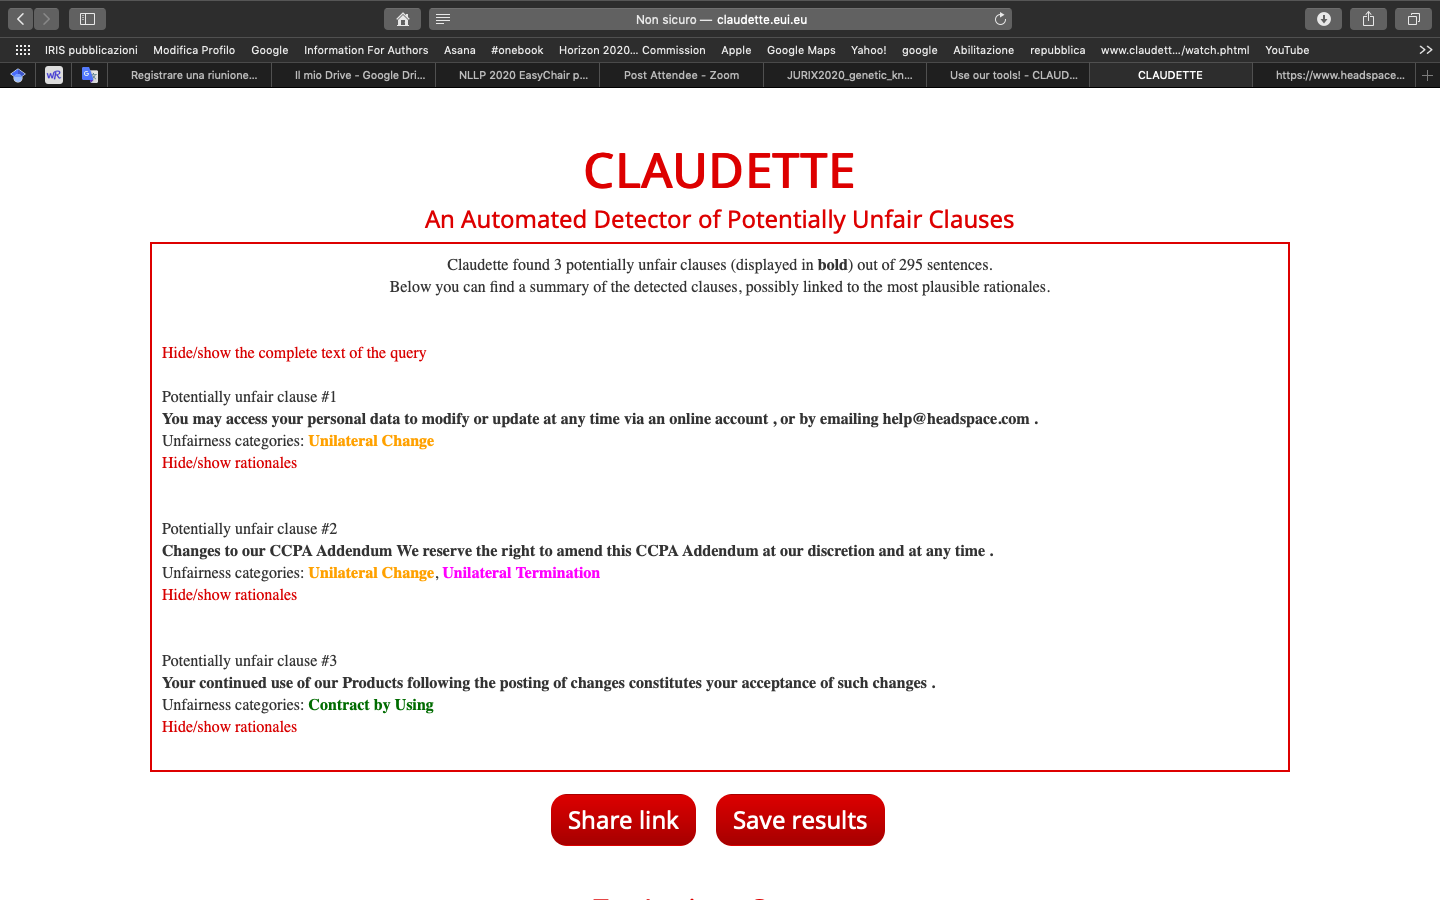 Non sicuro — claudette.eui.eu
IRIS pubblicazioni Modifica Profilo Google Information For Authors Asana #onebook Horizon 2020... Commission Apple Google Maps Yahoo! google Abilitazione repubblica www.claudett.../watch.phtml YouTube
wR Registrare una riunione... Il mio Drive - Google Dri... NLLP 2020 EasyChair p... Post Attendee - Zoom JURIX2020_genetic_kn... Use our tools! - CLAUD... CLAUDETTE https://www.headspace...
CLAUDETTE
An Automated Detector of Potentially Unfair Clauses
Claudette found 3 potentially unfair clauses (displayed in bold) out of 295 sentences.
Below you can find a summary of the detected clauses, possibly linked to the most plausible rationales.
Hide/show the complete text of the query
Potentially unfair clause #1
You may access your personal data to modify or update at any time via an online account , or by emailing help@headspace.com .
Unfairness categories: Unilateral Change
Hide/show rationales
Potentially unfair clause #2
Changes to our CCPA Addendum We reserve the right to amend this CCPA Addendum at our discretion and at any time .
Unfairness categories: Unilateral Change, Unilateral Termination
Hide/show rationales
Potentially unfair clause #3
Your continued use of our Products following the posting of changes constitutes your acceptance of such changes .
Unfairness categories: Contract by Using
Hide/show rationales
Share link Save results